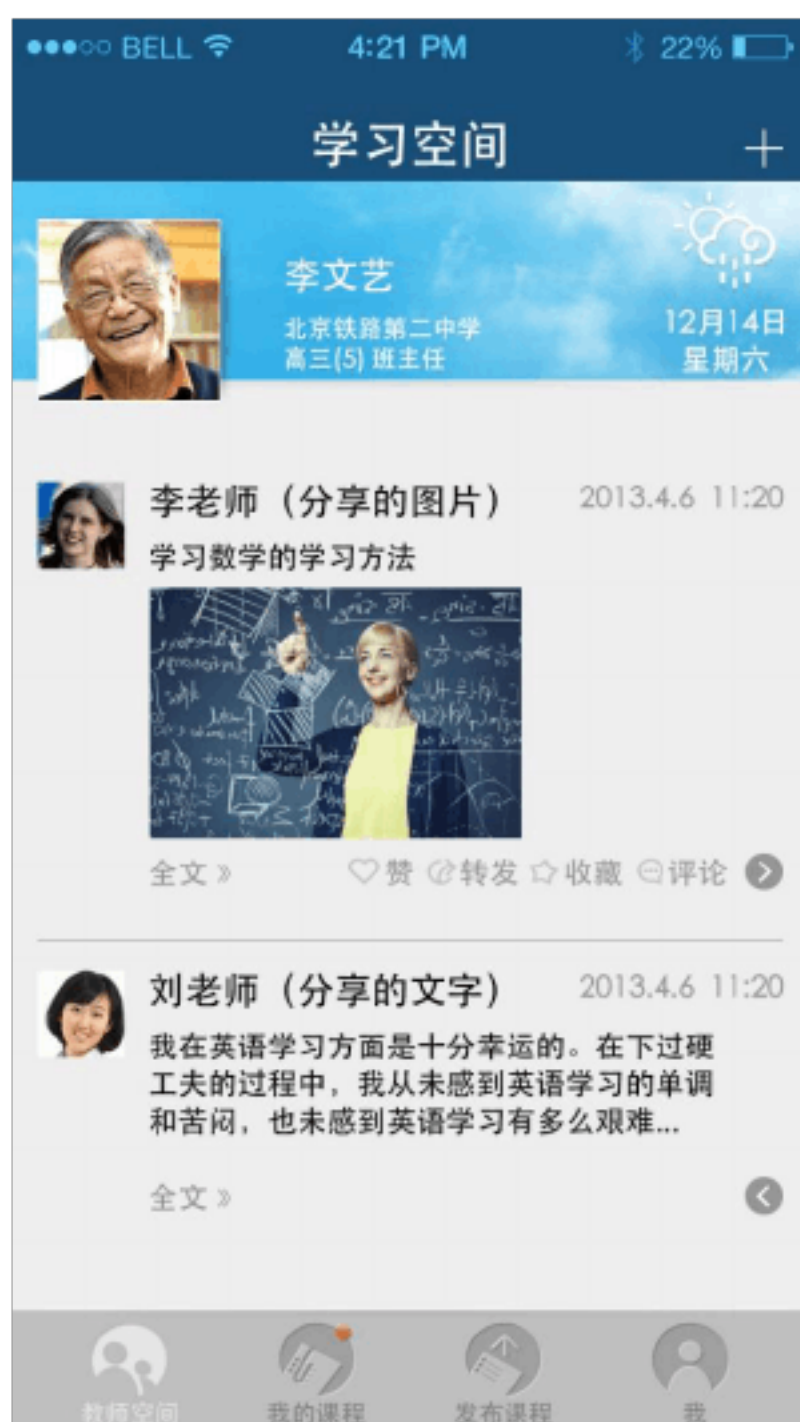 BELL 4:21 PM 22%
学习空间
李文艺
北京铁路第二中学
高三(5) 班主任
12月14日
星期六
李老师（分享的图片） 2013.4.6 11:20
学习数学的学习方法
全文 》 赞 转发 收藏 评论
刘老师（分享的文字） 2013.4.6 11:20
我在英语学习方面是十分幸运的。在下过硬
工夫的过程中，我从未感到英语学习的单调
和苦闷，也未感到英语学习有多么艰难...
全文 》
教师空间 我的课程 发布课程 我